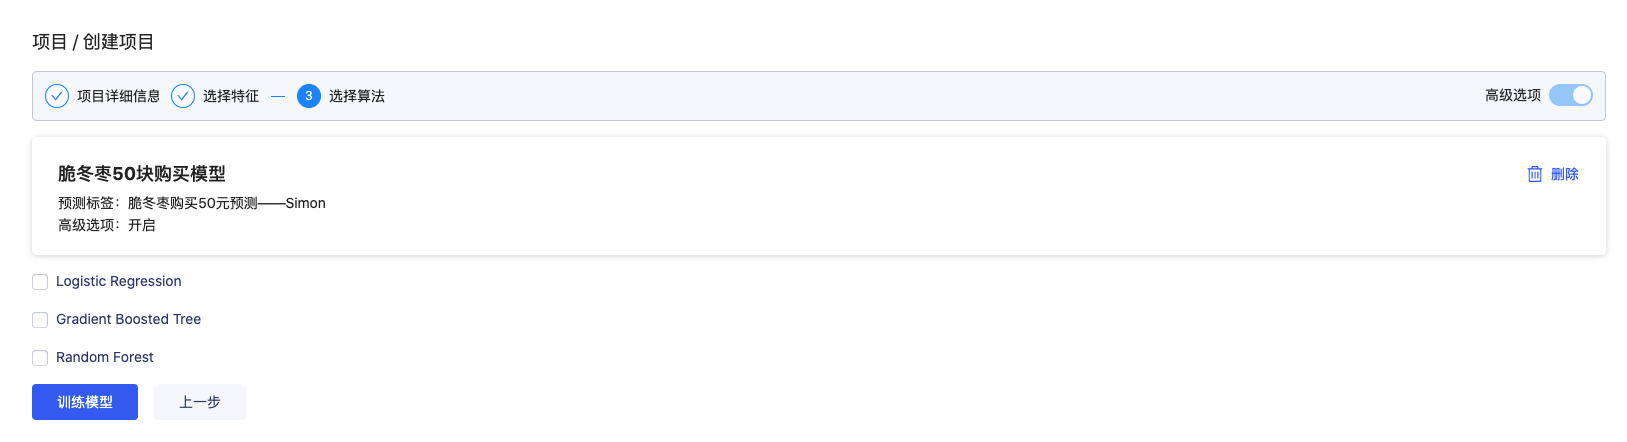 项目 / 创建项目
项目详细信息 选择特征 3 选择算法 高级选项
脆冬枣50块购买模型 删除
预测标签：脆冬枣购买50元预测——Simon
高级选项：开启
Logistic Regression
Gradient Boosted Tree
Random Forest
训练模型 上一步